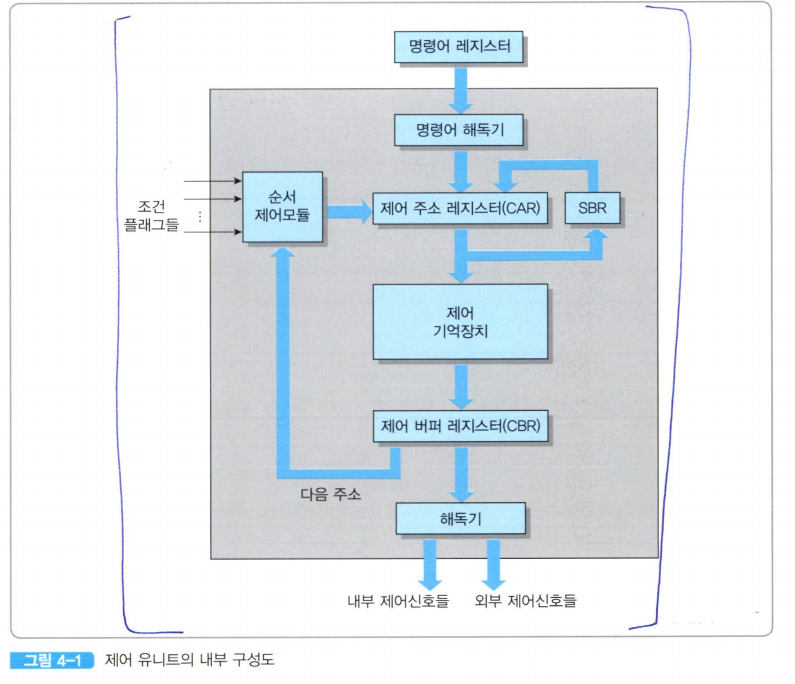 명령어 레지스터
명령어 해독기
순서
제어모듈
제어 주소 레지스터(CAR)
SBR
조건
플래그들
⋮
제어
기억장치
제어 버퍼 레지스터(CBR)
다음 주소
해독기
내부 제어신호들
외부 제어신호들
그림 4-1 제어 유니트의 내부 구성도